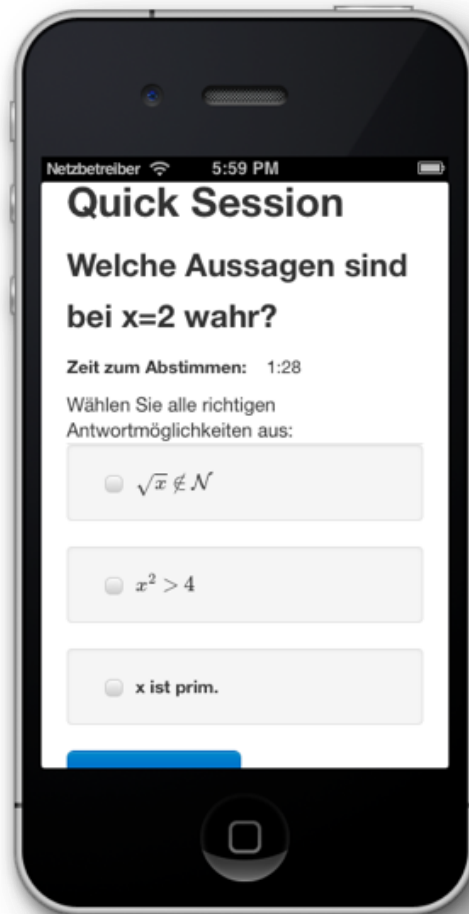 Netzbetreiber 5:59 PM
Quick Session
Welche Aussagen sind
bei x=2 wahr?
Zeit zum Abstimmen: 1:28
Wählen Sie alle richtigen
Antwortmöglichkeiten aus:
√x ∉ 𝒩
x² > 4
x ist prim.